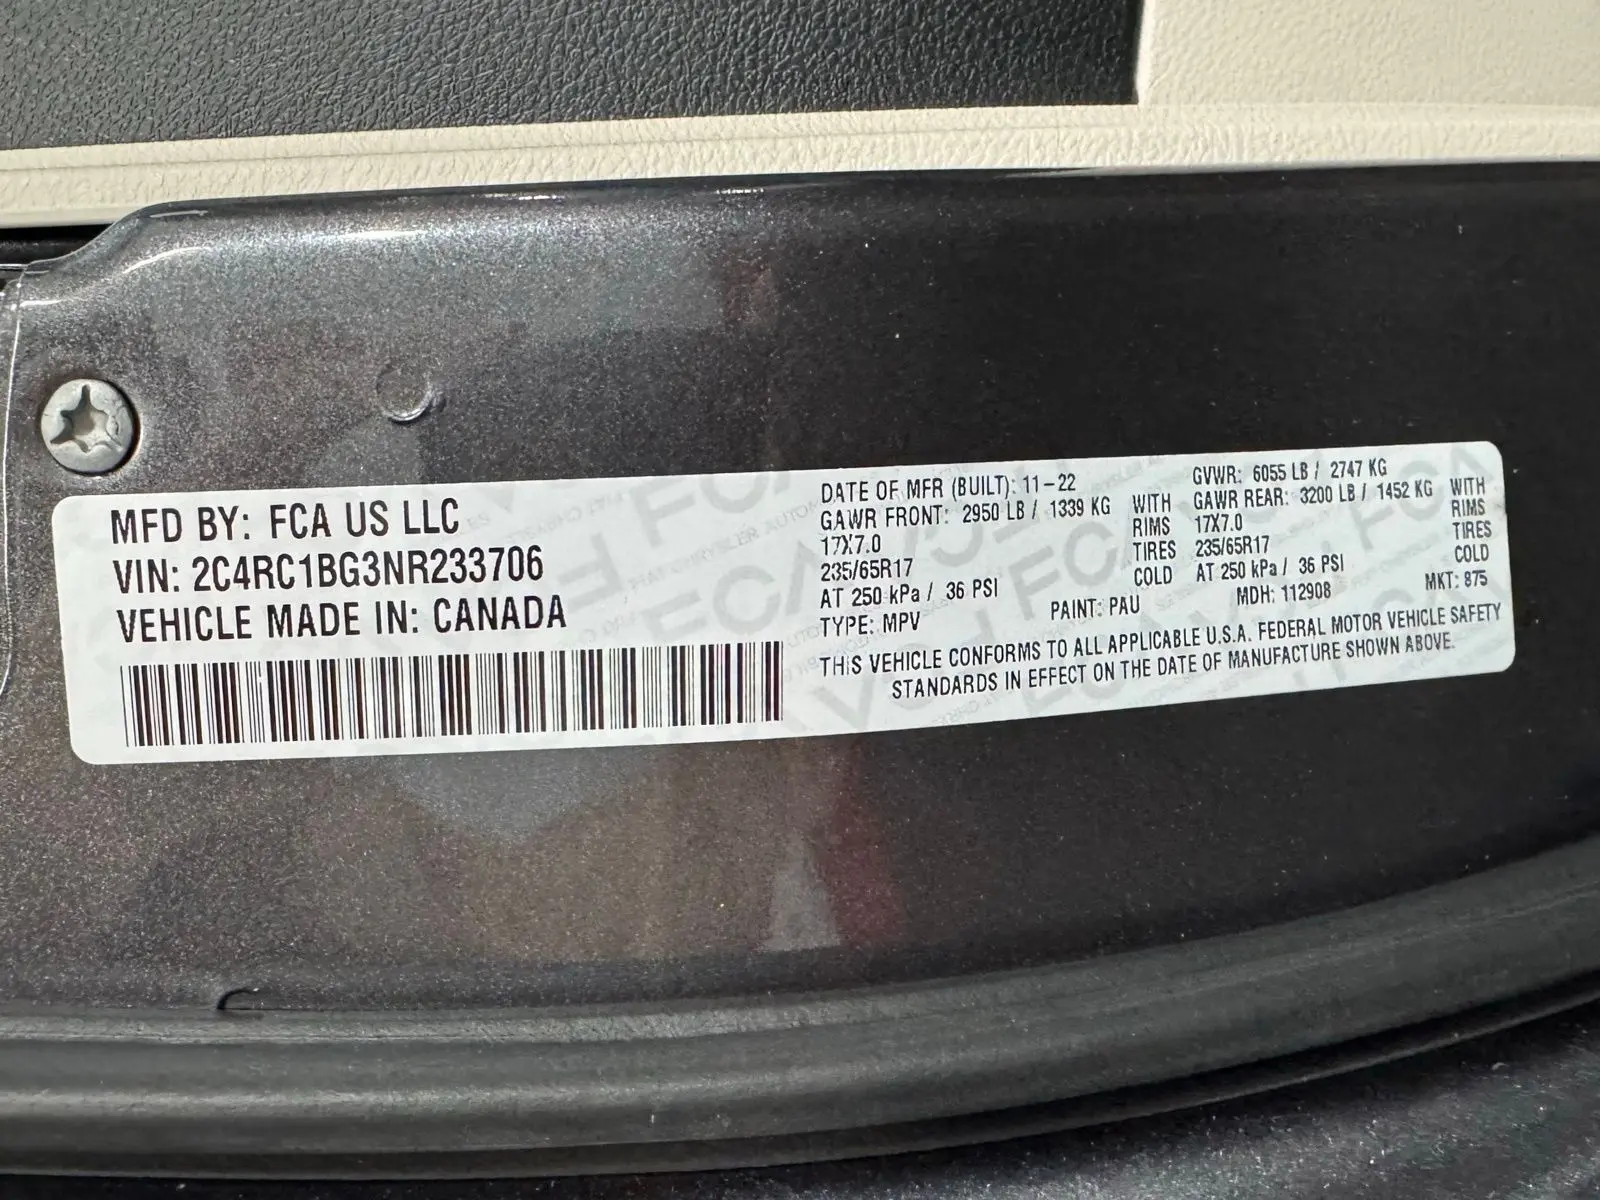 MFD BY: FCA US LLC
VIN: 2C4RC1BG3NR233706
VEHICLE MADE IN: CANADA
DATE OF MFR (BUILT): 11-22
GAWR FRONT: 2950 LB / 1339 KG WITH
17X7.0 RIMS
235/65R17 TIRES
AT 250 kPa / 36 PSI COLD
TYPE: MPV
GVWR: 6055 LB / 2747 KG
GAWR REAR: 3200 LB / 1452 KG WITH
17X7.0 RIMS
235/65R17 TIRES
AT 250 kPa / 36 PSI COLD
PAINT: PAU MDH: 112908 MKT: 875
THIS VEHICLE CONFORMS TO ALL APPLICABLE U.S.A. FEDERAL MOTOR VEHICLE SAFETY
STANDARDS IN EFFECT ON THE DATE OF MANUFACTURE SHOWN ABOVE.